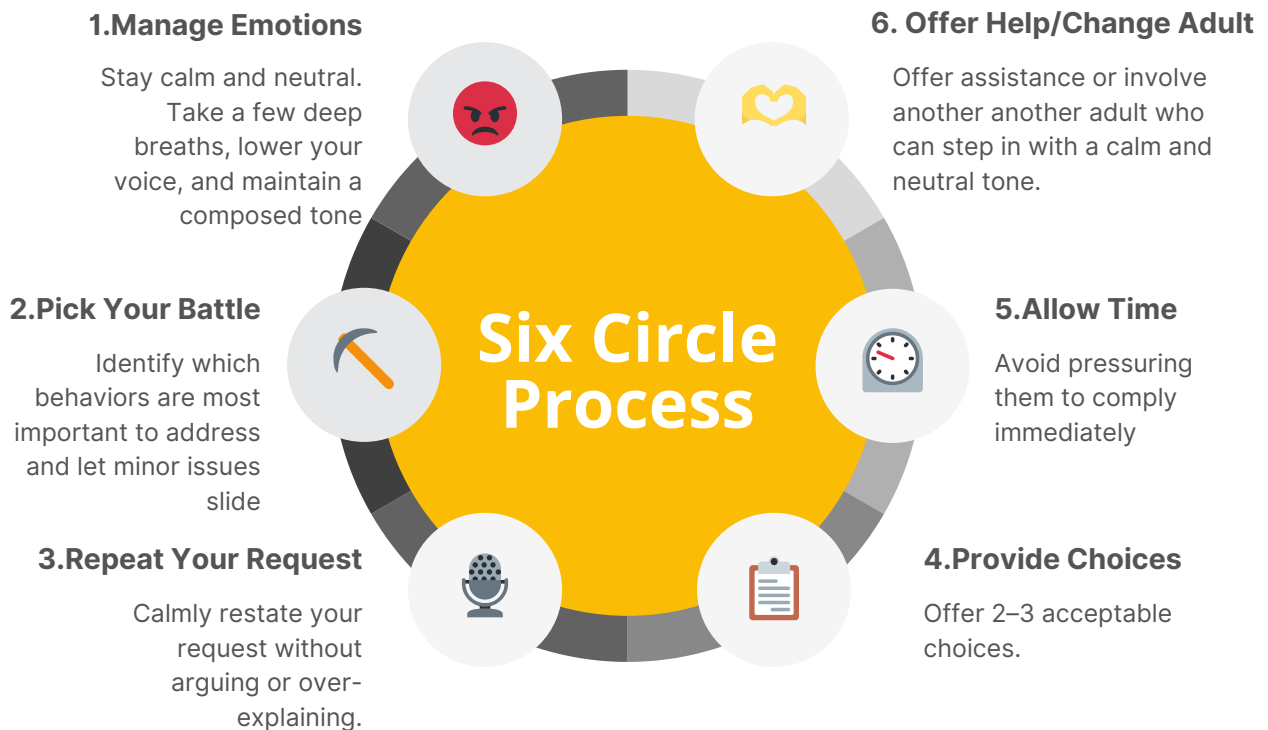 1.Manage Emotions
Stay calm and neutral.
Take a few deep
breaths, lower your
voice, and maintain a
composed tone
2.Pick Your Battle
Identify which
behaviors are most
important to address
and let minor issues
slide
3.Repeat Your Request
Calmly restate your
request without
arguing or over-
explaining.
Six Circle
Process
6. Offer Help/Change Adult
Offer assistance or involve
another another adult who
can step in with a calm and
neutral tone.
5.Allow Time
Avoid pressuring
them to comply
immediately
4.Provide Choices
Offer 2–3 acceptable
choices.